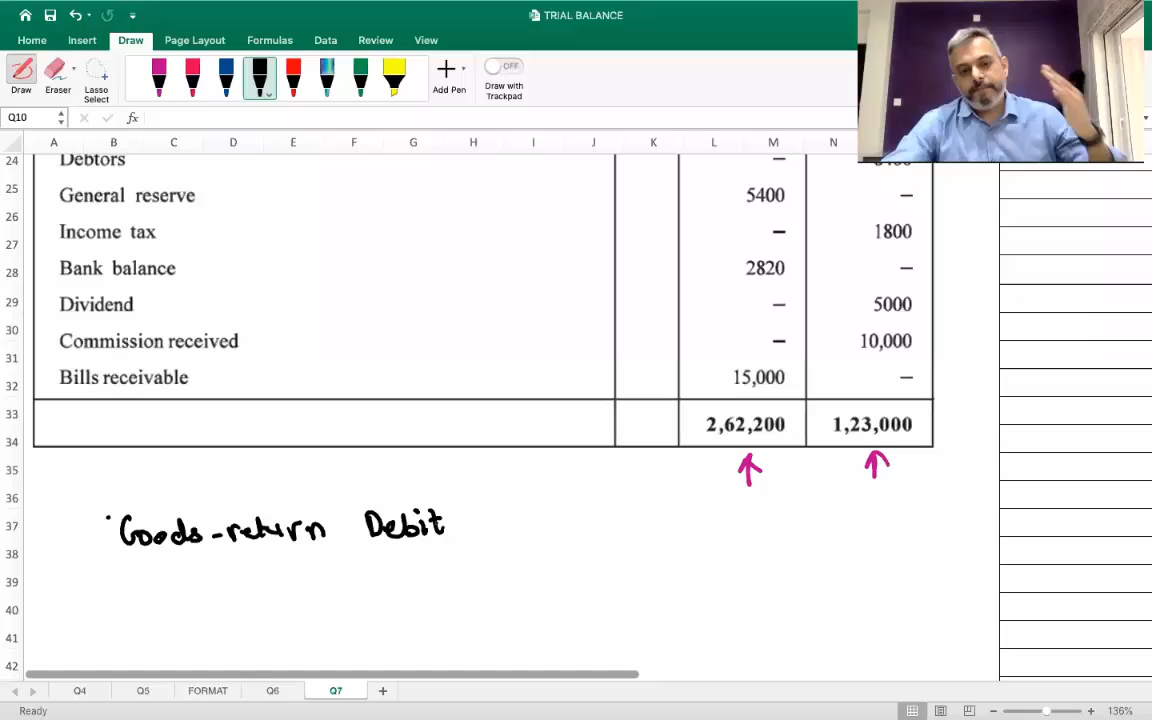 TRIAL BALANCE
Home Insert Draw Page Layout Formulas Data Review View
Draw Eraser Lasso Select Add Pen OFF Draw with Trackpad
Q10 fx
A B C D E F G H I J K L M N
24 Debtors –
25 General reserve 5400 –
26 Income tax – 1800
27
28 Bank balance 2820 –
29 Dividend – 5000
30 Commission received – 10,000
31
32 Bills receivable 15,000 –
33 2,62,200 1,23,000
34
35
36
37 Goods-return Debit
38
39
40
41
42
Q4 Q5 FORMAT Q6 Q7
Ready 136%